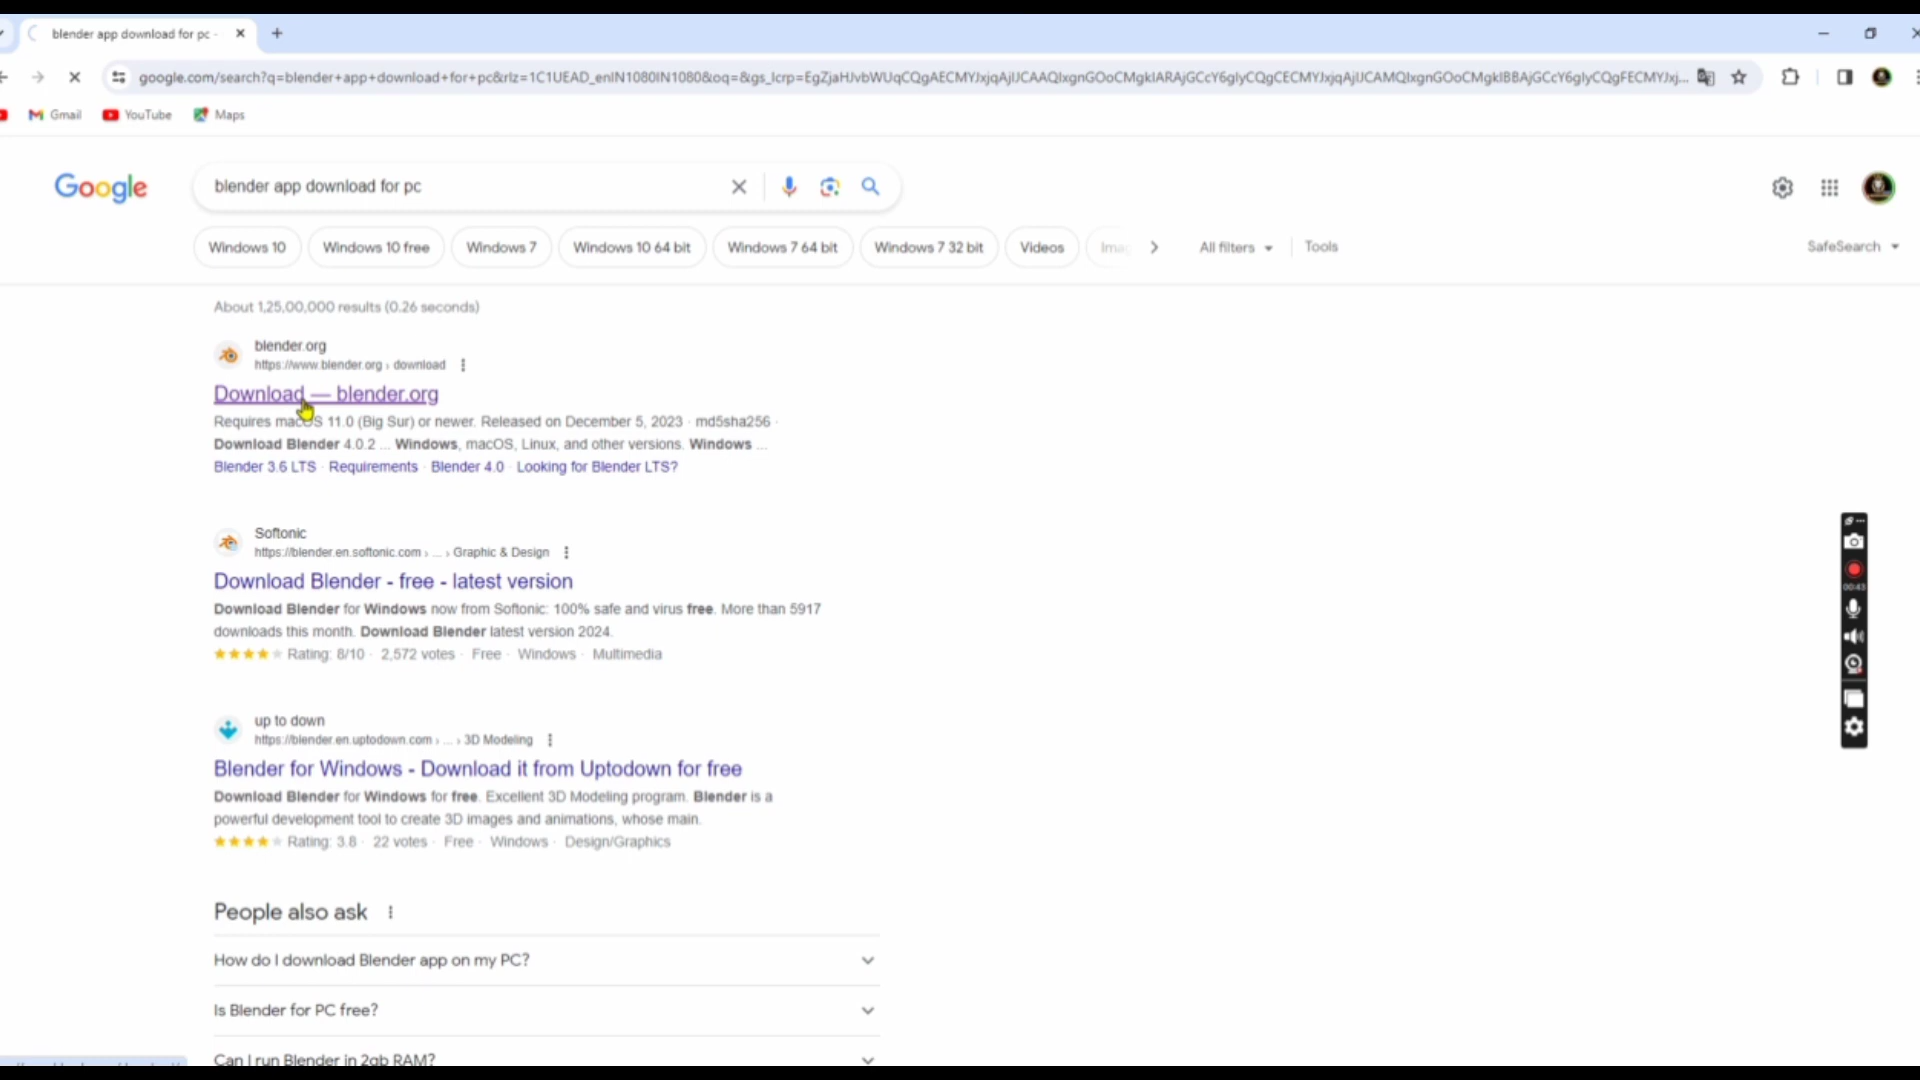 blender app download for pc -
google.com/search?q=blender+app+download+for+pc&rlz=1C1UEAD_enIN1080IN1080&oq=&gs_lcrp=
Gmail YouTube Maps
Google
blender app download for pc
Windows 10 Windows 10 free Windows 7 Windows 10 64 bit Windows 7 64 bit Windows 7 32 bit Videos All filters Tools SafeSearch
About 1,25,00,000 results (0.26 seconds)
blender.org
https://www.blender.org › download
Download — blender.org
Requires macOS 11.0 (Big Sur) or newer. Released on December 5, 2023 · md5sha256 ·
Download Blender 4.0.2 ... Windows, macOS, Linux, and other versions. Windows ...
Blender 3.6 LTS · Requirements · Blender 4.0 · Looking for Blender LTS?
Softonic
https://blender.en.softonic.com › ... › Graphic & Design
Download Blender - free - latest version
Download Blender for Windows now from Softonic: 100% safe and virus free. More than 5917
downloads this month. Download Blender latest version 2024.
Rating: 8/10 · 2,572 votes · Free · Windows · Multimedia
up to down
https://blender.en.uptodown.com › ... › 3D Modeling
Blender for Windows - Download it from Uptodown for free
Download Blender for Windows for free. Excellent 3D Modeling program. Blender is a
powerful development tool to create 3D images and animations, whose main.
Rating: 3.8 · 22 votes · Free · Windows · Design/Graphics
People also ask
How do I download Blender app on my PC?
Is Blender for PC free?
Can I run Blender in 2gb RAM?
00:43